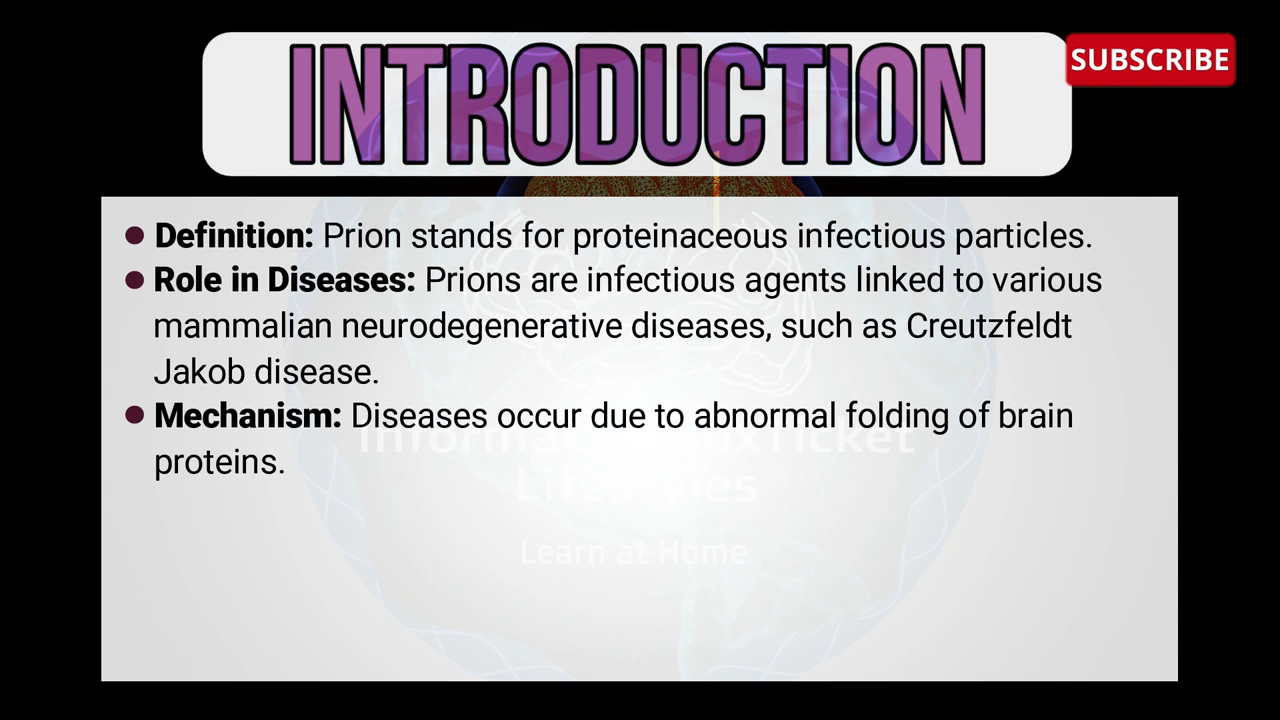 INTRODUCTION
SUBSCRIBE
Definition: Prion stands for proteinaceous infectious particles.
Role in Diseases: Prions are infectious agents linked to various
mammalian neurodegenerative diseases, such as Creutzfeldt
Jakob disease.
Mechanism: Diseases occur due to abnormal folding of brain
proteins.
Lifestyles
Learn at Home